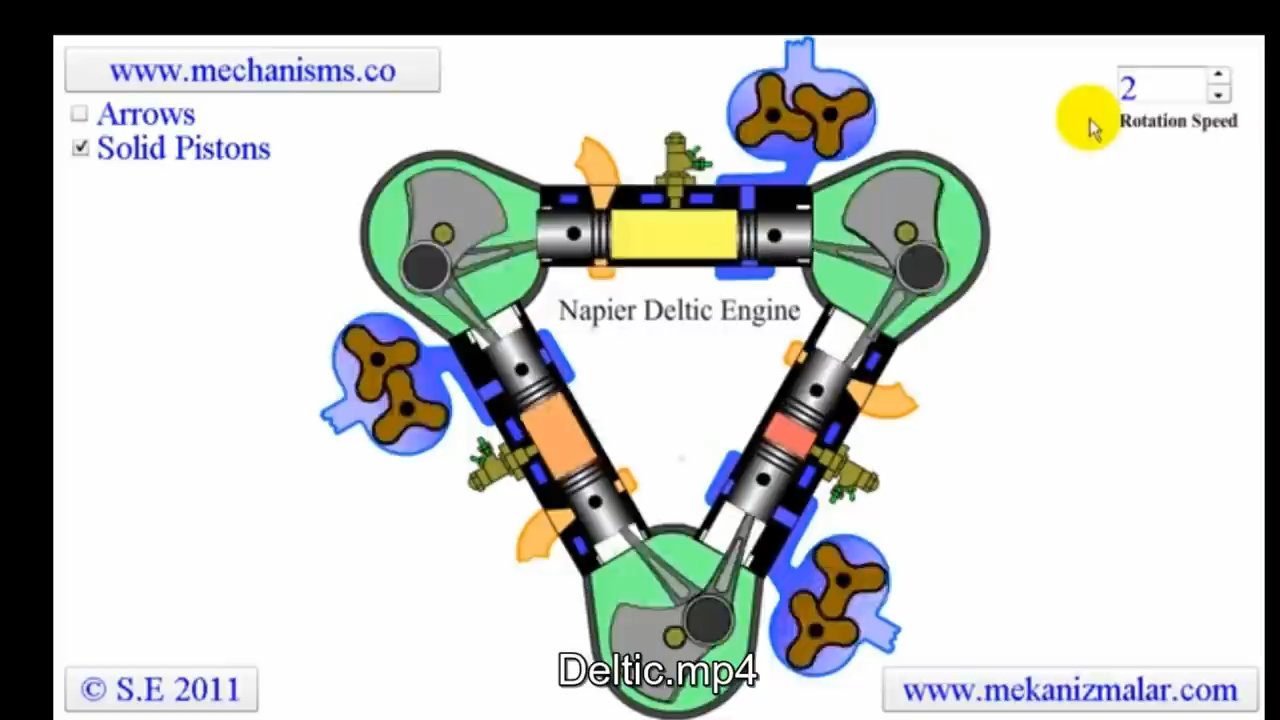 www.mechanisms.co
Arrows
Solid Pistons
2
Rotation Speed
Napier Deltic Engine
Deltic.mp4
© S.E 2011
www.mekanizmalar.com